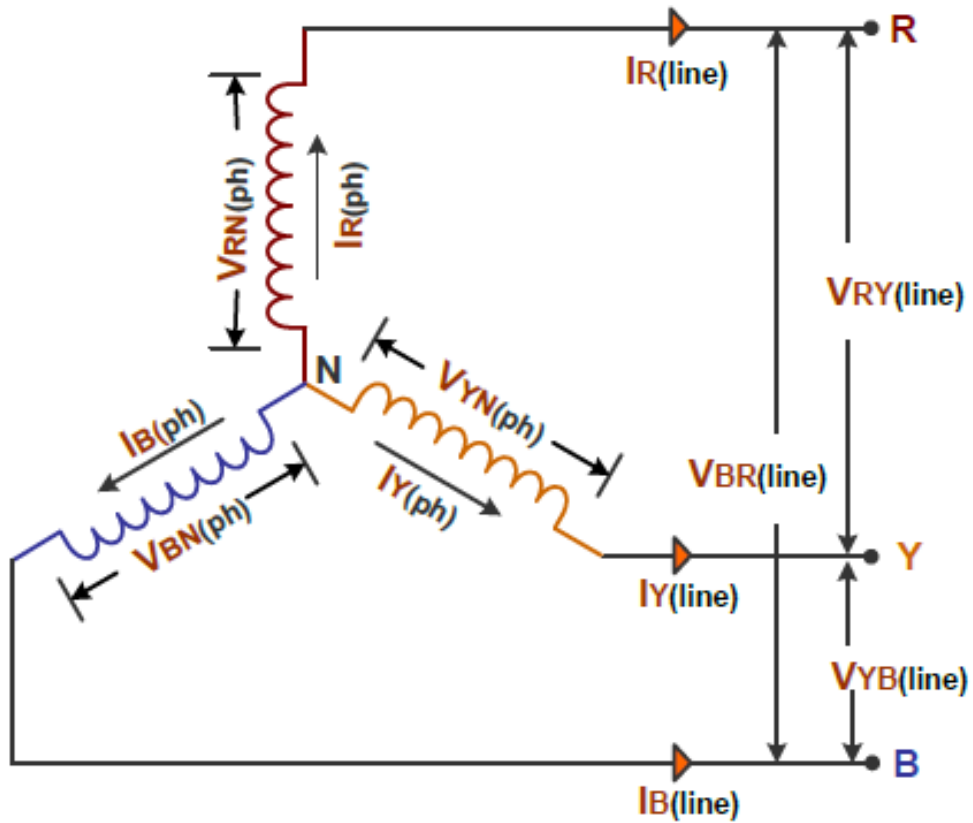 R
IR(line)
VRN(ph)
IR(ph)
VRY(line)
N
VYN(ph)
IB(ph)
VBR(line)
IY(ph)
VBN(ph)
Y
IY(line)
VYB(line)
B
IB(line)